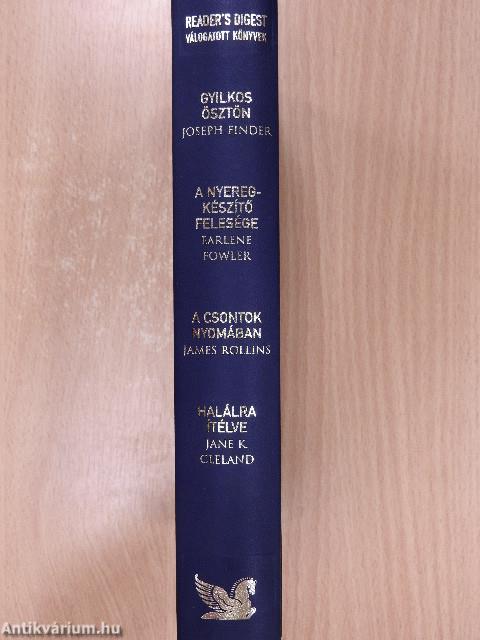 READER'S DIGEST
VÁLOGATOTT KÖNYVEK
GYILKOS
ÖSZTÖN
JOSEPH FINDER
A NYEREG-
KÉSZÍTŐ
FELESÉGE
EARLENE
FOWLER
A CSONTOK
NYOMÁBAN
JAMES ROLLINS
HALÁLRA
ÍTÉLVE
JANE K.
CLELAND
Antikvárium.hu